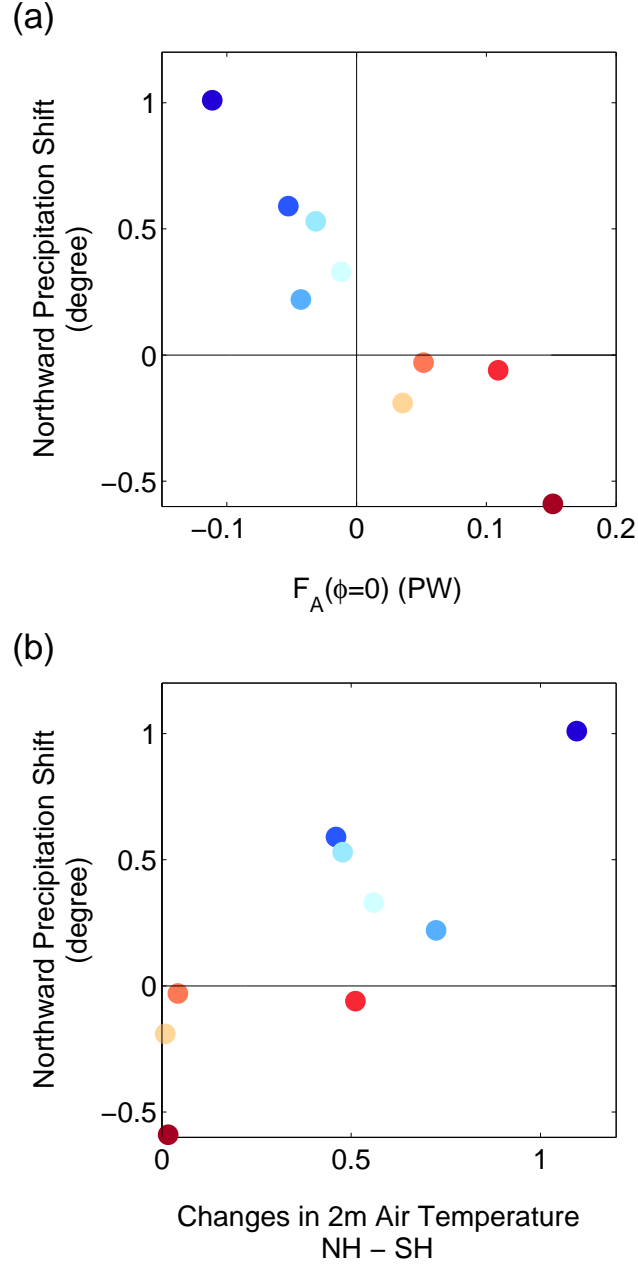 (a)
Northward Precipitation Shift
(degree)
1
0.5
0
−0.5
−0.1
0
0.1
0.2
F_A(ϕ=0) (PW)
(b)
Northward Precipitation Shift
(degree)
1
0.5
0
−0.5
0
0.5
1
Changes in 2m Air Temperature
NH − SH